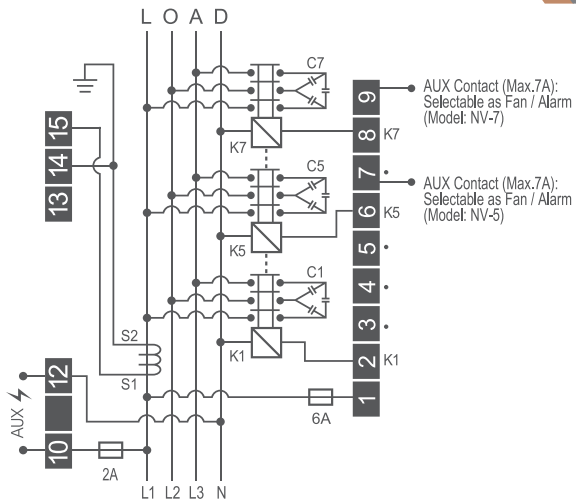 L O A D
C7
9
AUX Contact (Max.7A):
Selectable as Fan / Alarm
(Model: NV-7)
15
K7
8
K7
14
C5
7
AUX Contact (Max.7A):
Selectable as Fan / Alarm
(Model: NV-5)
13
K5
6
K5
5
C1
4
3
S2
K1
2
K1
S1
12
1
AUX
6A
10
2A
L1 L2 L3 N